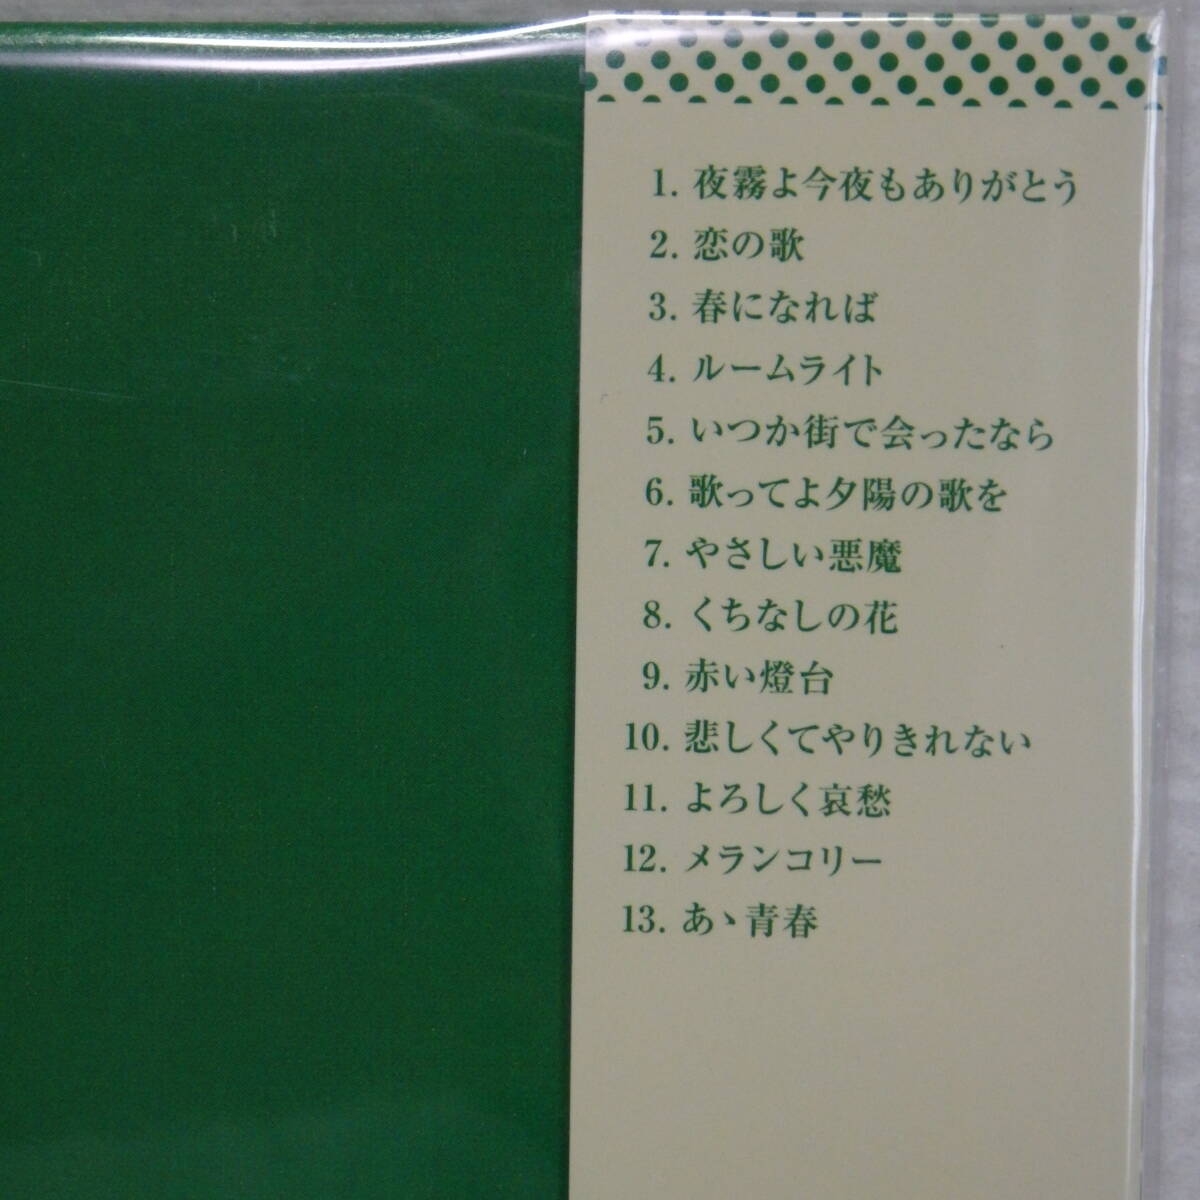 1. 夜霧よ今夜もありがとう
2. 恋の歌
3. 春になれば
4. ルームライト
5. いつか街で会ったなら
6. 歌ってよ夕陽の歌を
7. やさしい悪魔
8. くちなしの花
9. 赤い燈台
10. 悲しくてやりきれない
11. よろしく哀愁
12. メランコリー
13. あゝ青春